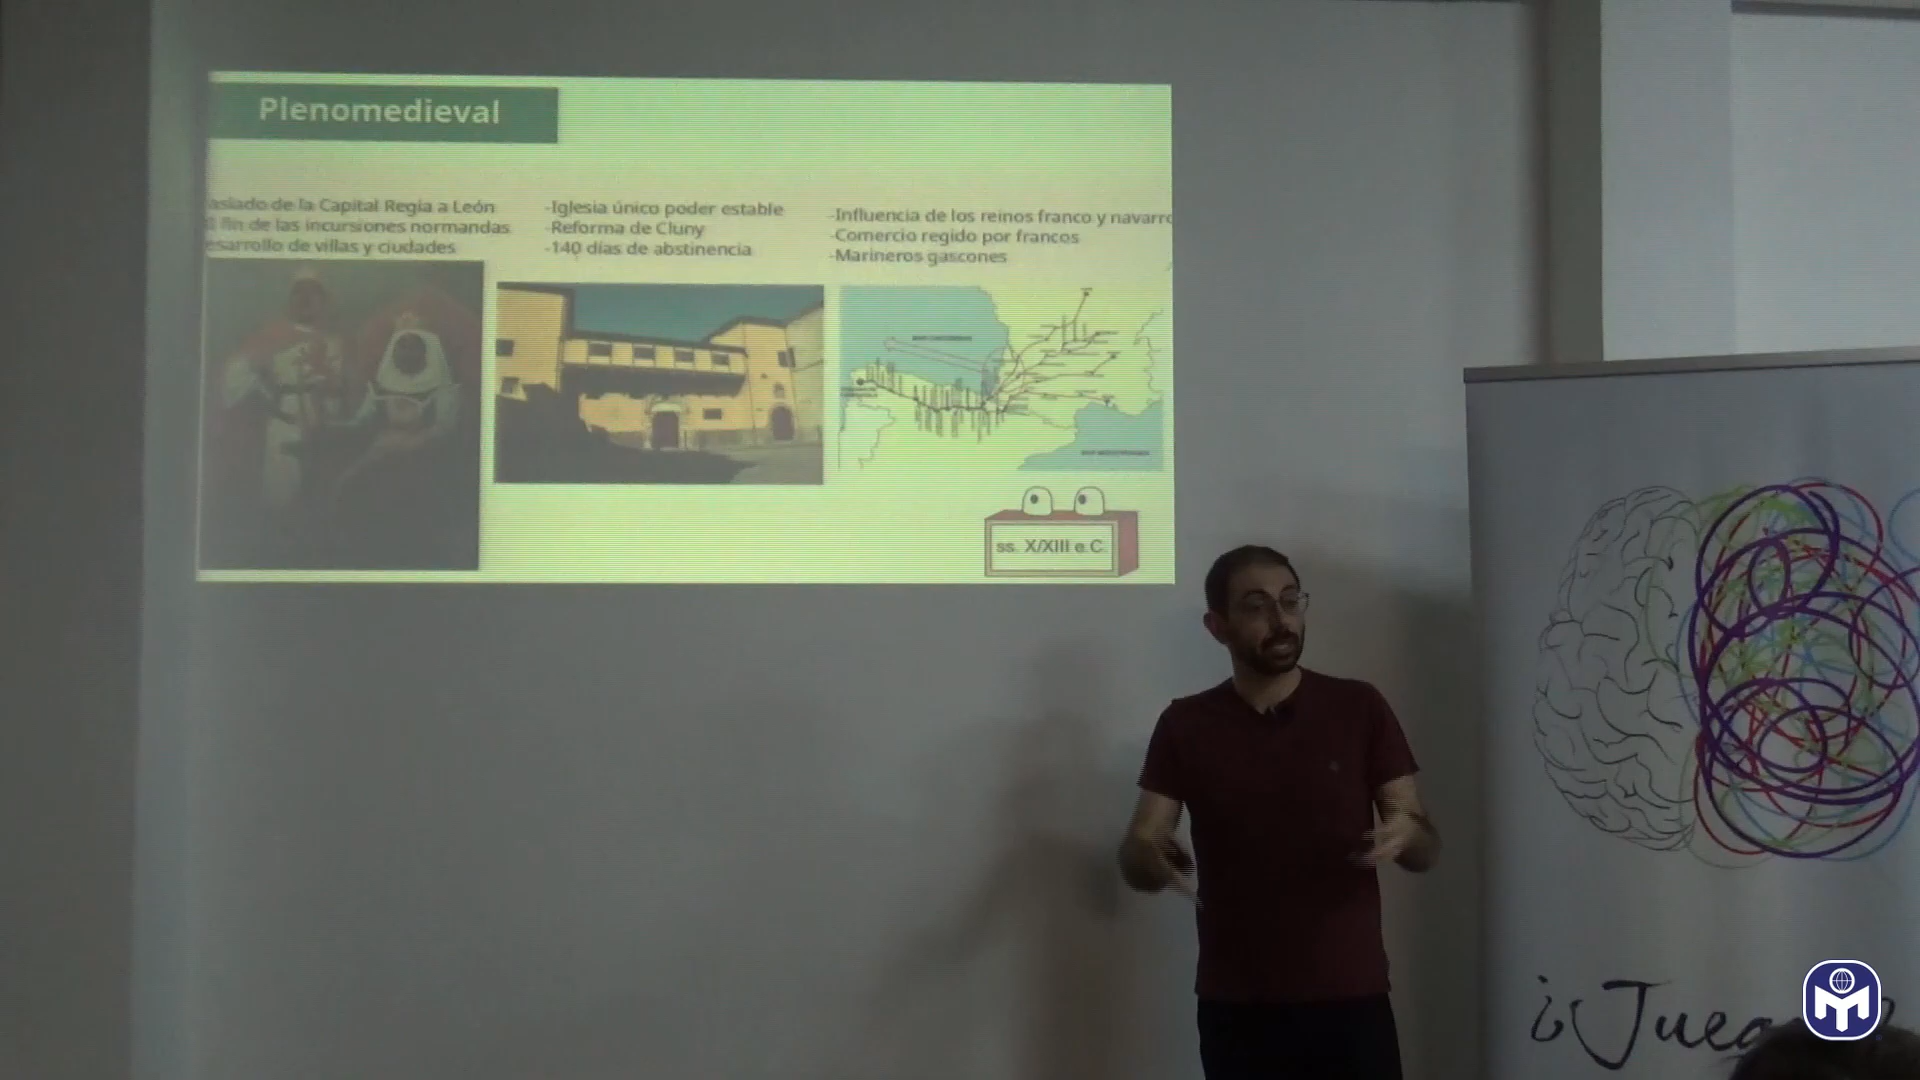 Plenomedieval
aslado de la Capital Regia a León
fin de las incursiones normandas
esarrollo de villas y ciudades
-Iglesia único poder estable
-Reforma de Cluny
-140 días de abstinencia
-Influencia de los reinos franco y navarro
-Comercio regido por francos
-Marineros gascones
ss. X/XIII e.C.
¿Juega